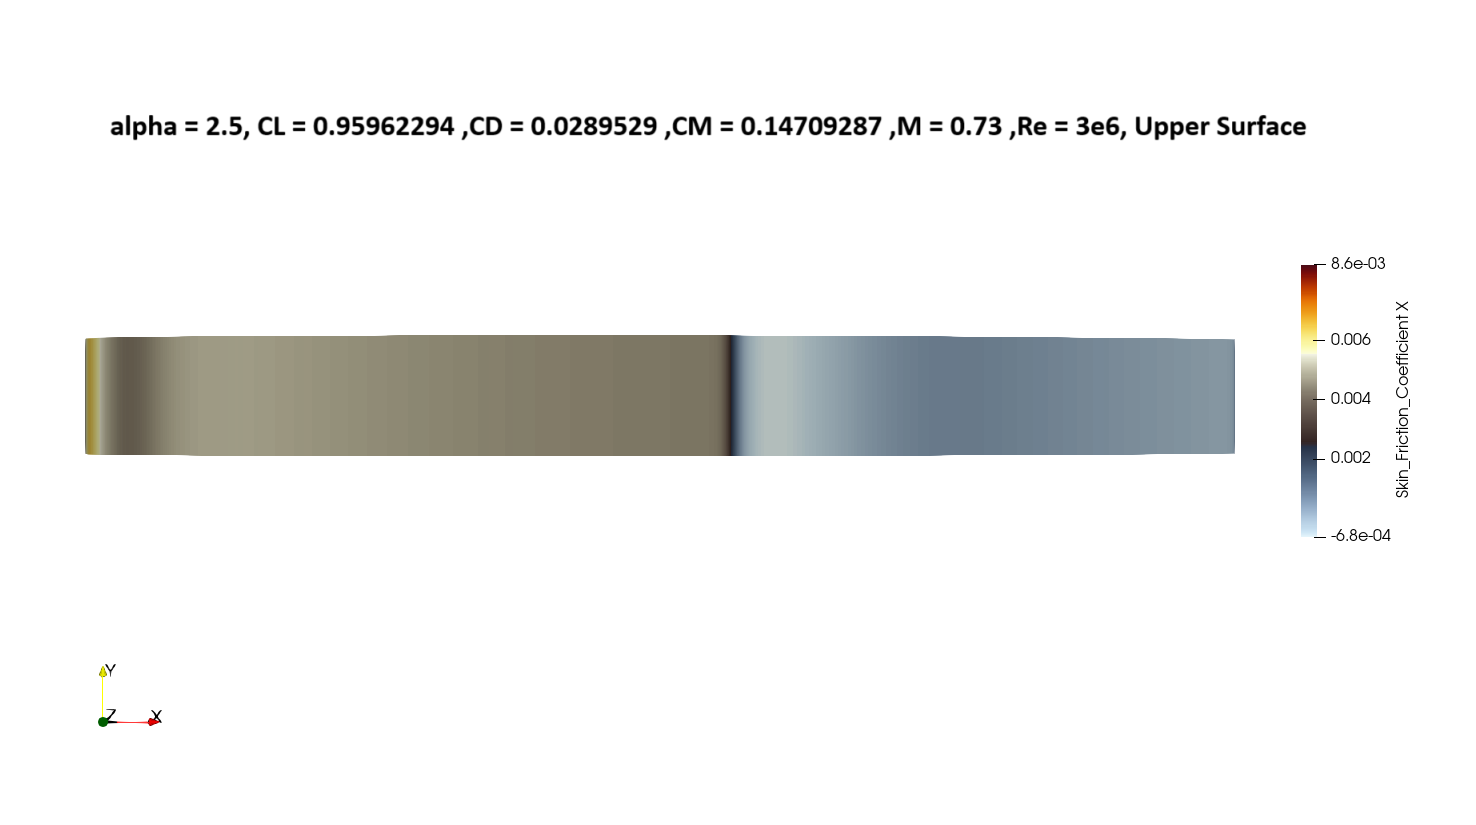 alpha = 2.5, CL = 0.95962294 ,CD = 0.0289529 ,CM = 0.14709287 ,M = 0.73 ,Re = 3e6, Upper Surface
8.6e-03
0.006
0.004
0.002
-6.8e-04
Skin_Friction_Coefficient X
Y
Z
X